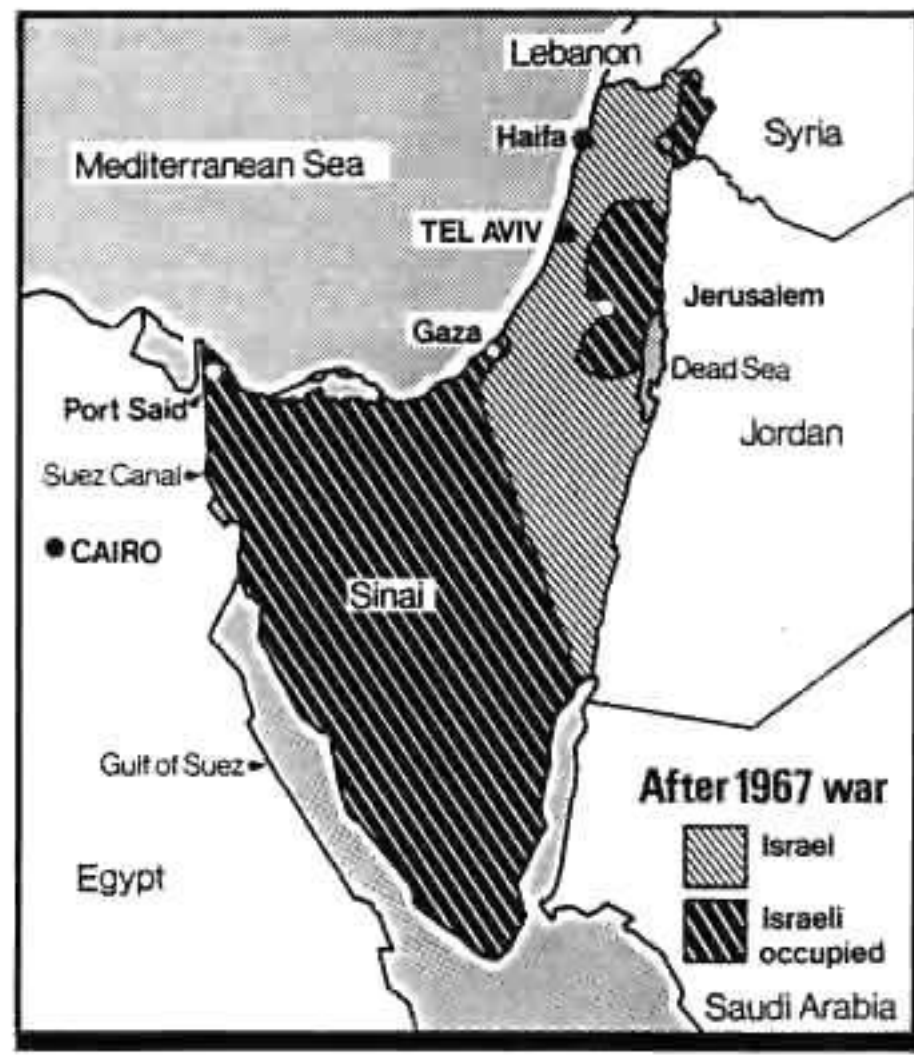 Lebanon
Haifa
Syria
Mediterranean Sea
TEL AVIV
Jerusalem
Gaza
Dead Sea
Port Said
Jordan
Suez Canal
CAIRO
Sinai
Gulf of Suez
After 1967 war
Israel
Egypt
Israeli
occupied
Saudi Arabia